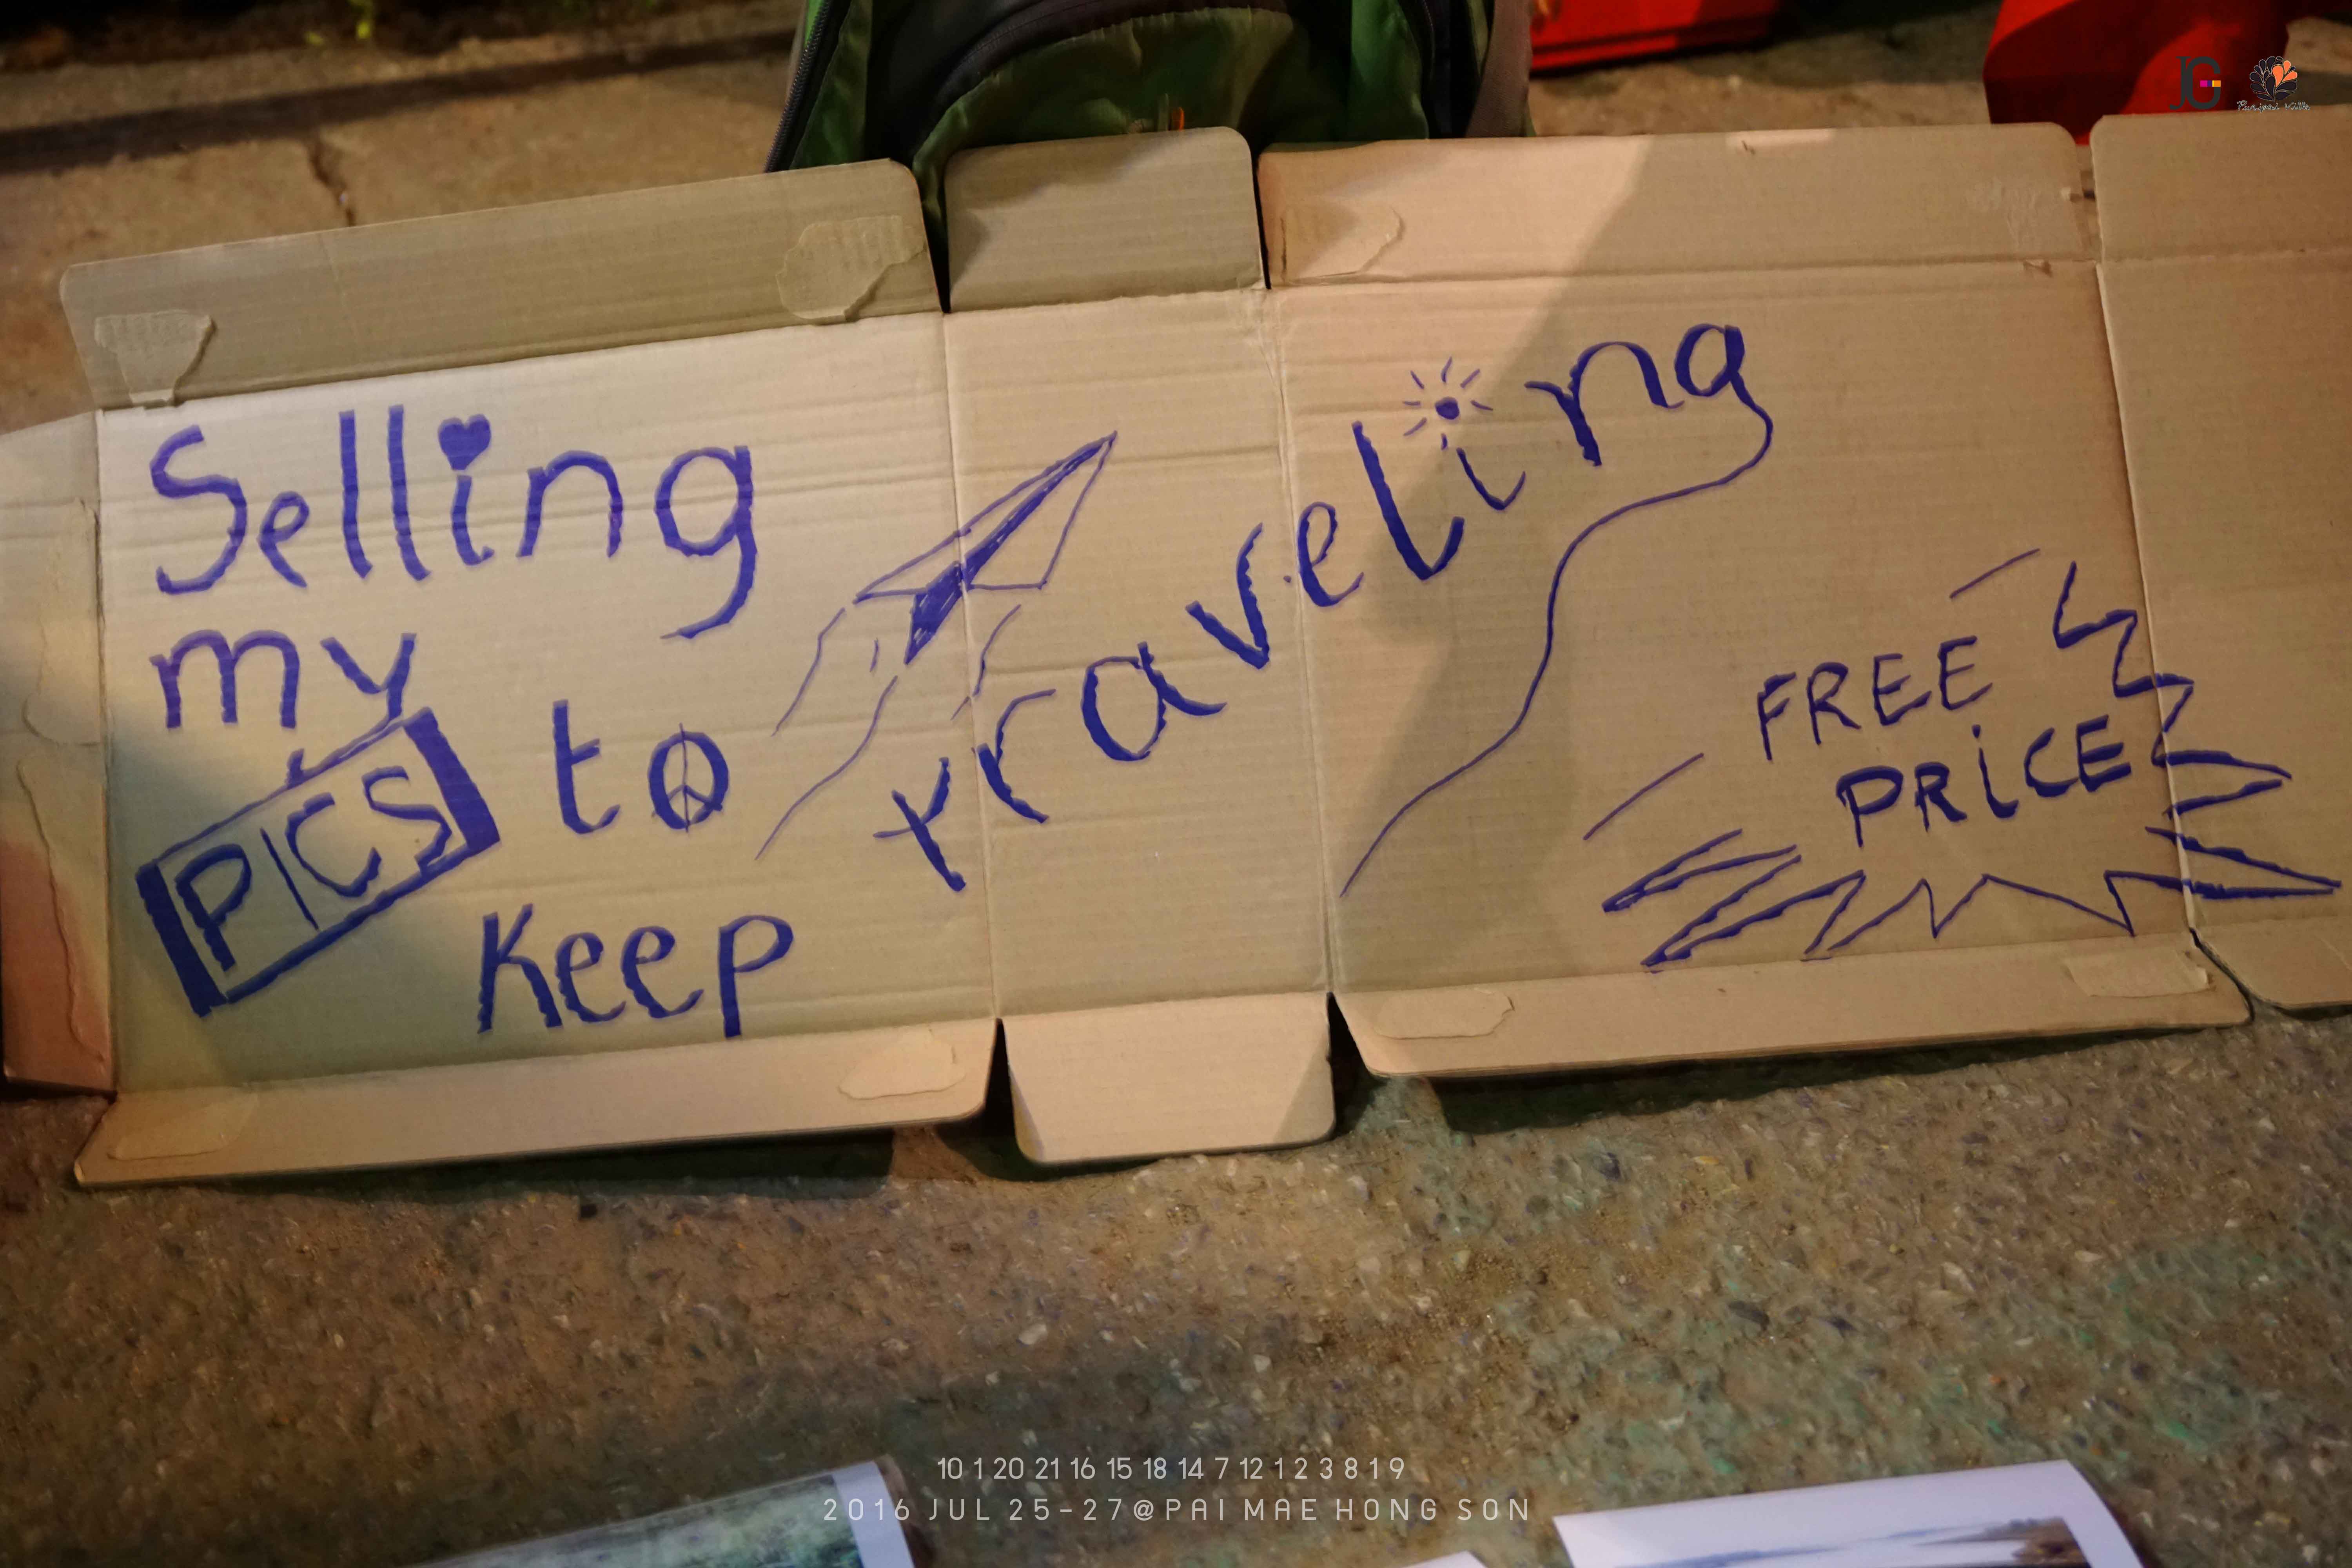 Selling
my
PICS to
Keep
traveling
FREE
PRICE
JG
10 1 20 21 16 15 18 14 7 12 1 2 3 8 1 9
2016 JUL 25-27@PAI MAE HONG SON